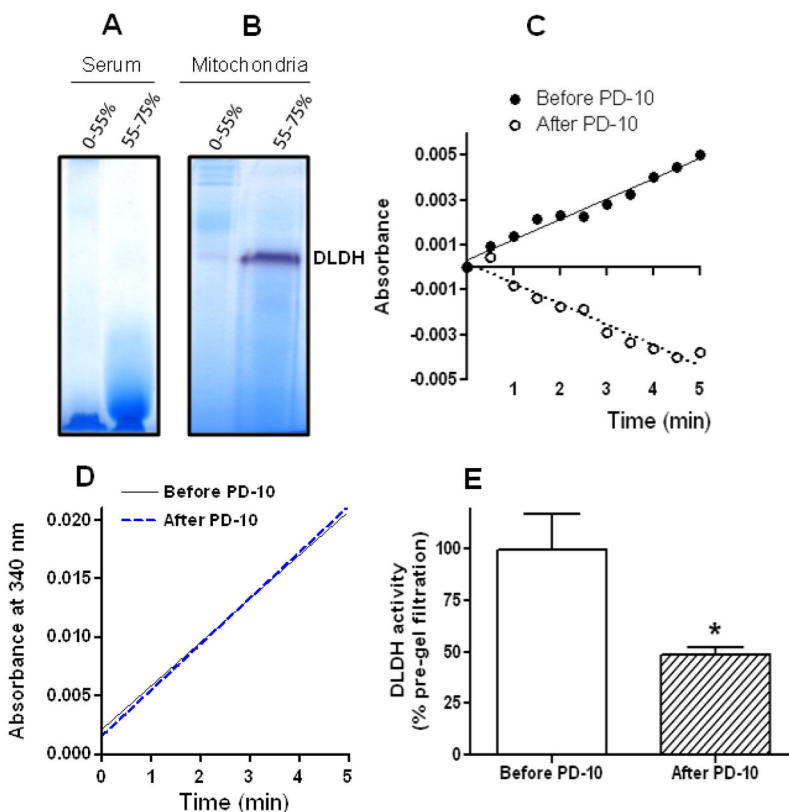 A
B
Serum
Mitochondria
0-55%
55-75%
0-55%
55-75%
DLDH
C
Before PD-10
After PD-10
Absorbance
0.005
0.003
0.001
-0.001
-0.003
-0.005
1 2 3 4 5
Time (min)
D
Before PD-10
After PD-10
Absorbance at 340 nm
0.020
0.015
0.010
0.005
0.000
0 1 2 3 4 5
Time (min)
E
DLDH activity
(% pre-gel filtration)
100
75
50
25
0
*
Before PD-10 After PD-10